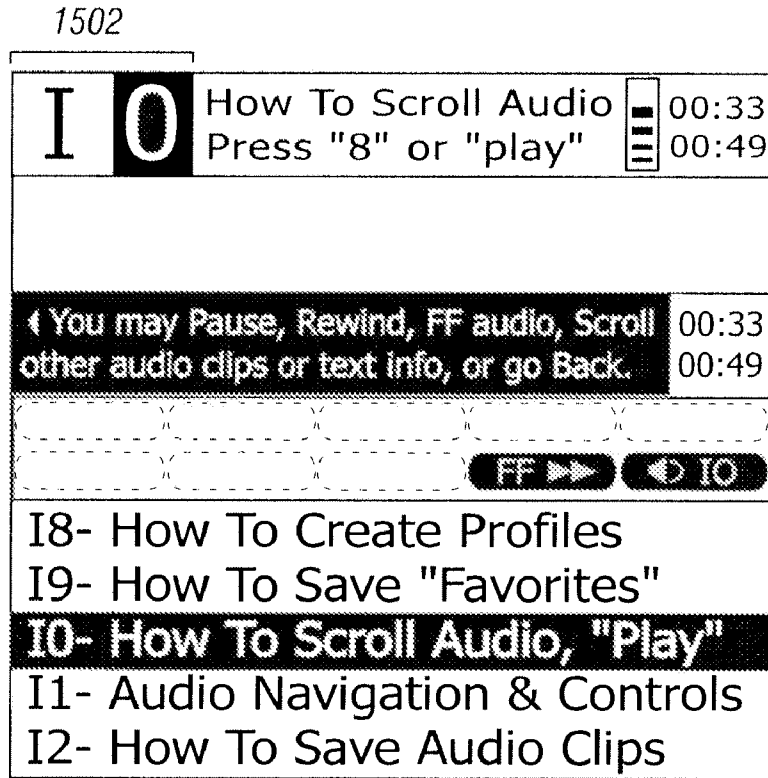 1502
I 0 How To Scroll Audio 00:33
Press "8" or "play" 00:49
You may Pause, Rewind, FF audio, Scroll 00:33
other audio clips or text info, or go Back. 00:49
FF IO
I8- How To Create Profiles
I9- How To Save "Favorites"
I0- How To Scroll Audio, "Play"
I1- Audio Navigation & Controls
I2- How To Save Audio Clips